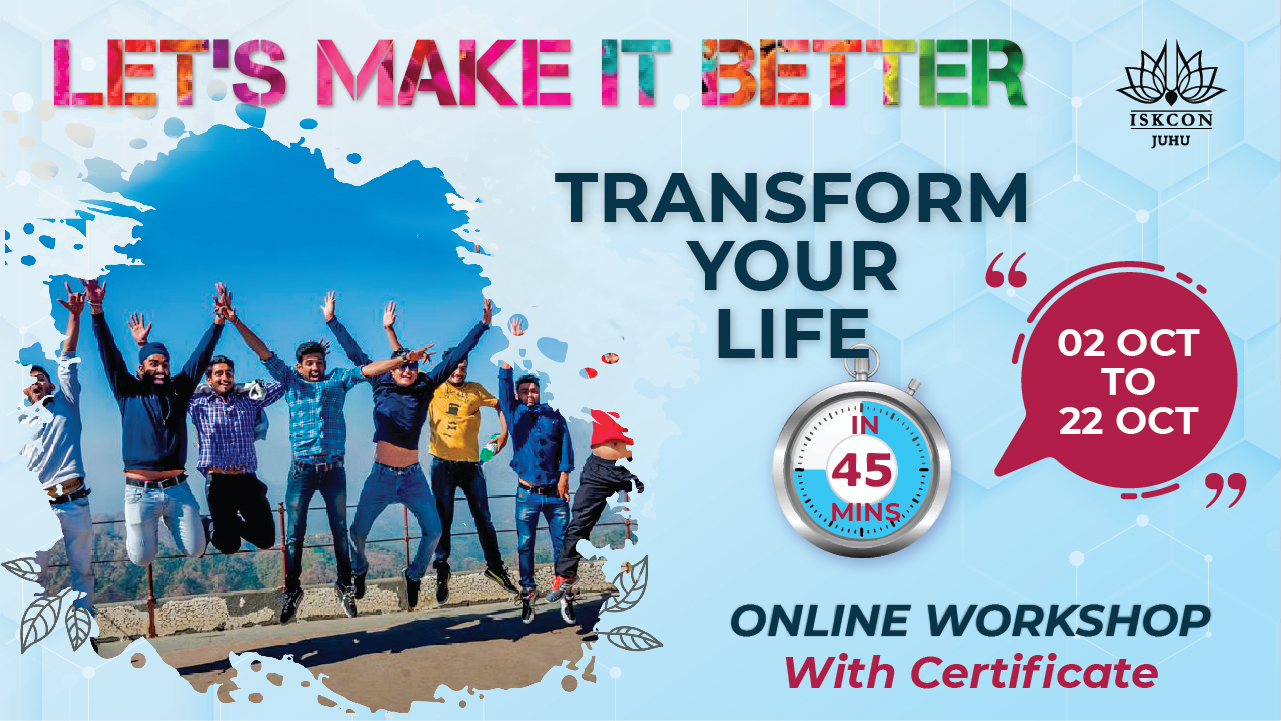 LET'S MAKE IT BETTER
ISKCON
JUHU
TRANSFORM
YOUR
LIFE
IN
45
MINS
“
02 OCT
TO
22 OCT
”
ONLINE WORKSHOP
With Certificate